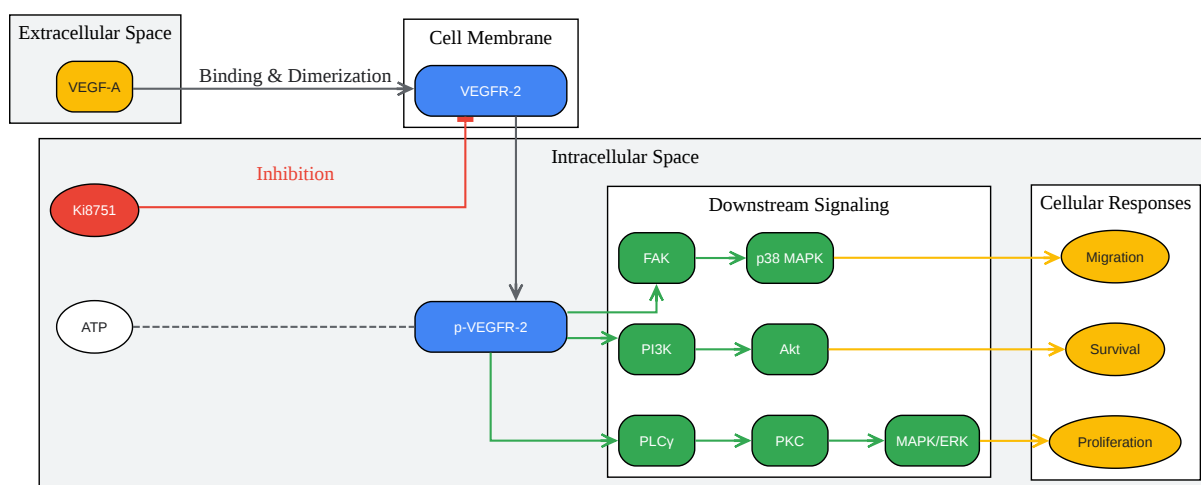 Extracellular Space
Cell Membrane
VEGF-A
Binding & Dimerization
VEGFR-2
Intracellular Space
Inhibition
Ki8751
Downstream Signaling
Cellular Responses
FAK
p38 MAPK
Migration
ATP
p-VEGFR-2
PI3K
Akt
Survival
PLCγ
PKC
MAPK/ERK
Proliferation